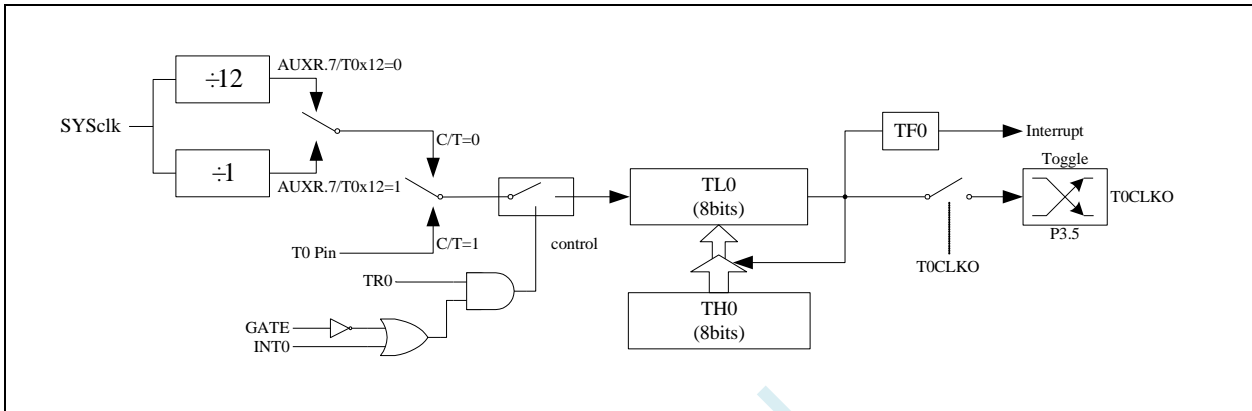 ÷12
AUXR.7/T0x12=0
SYSclk
÷1
AUXR.7/T0x12=1
C/T=0
T0 Pin
C/T=1
control
TR0
GATE
INT0
TL0
(8bits)
TH0
(8bits)
TF0
Interrupt
Toggle
T0CLKO
P3.5
T0CLKO